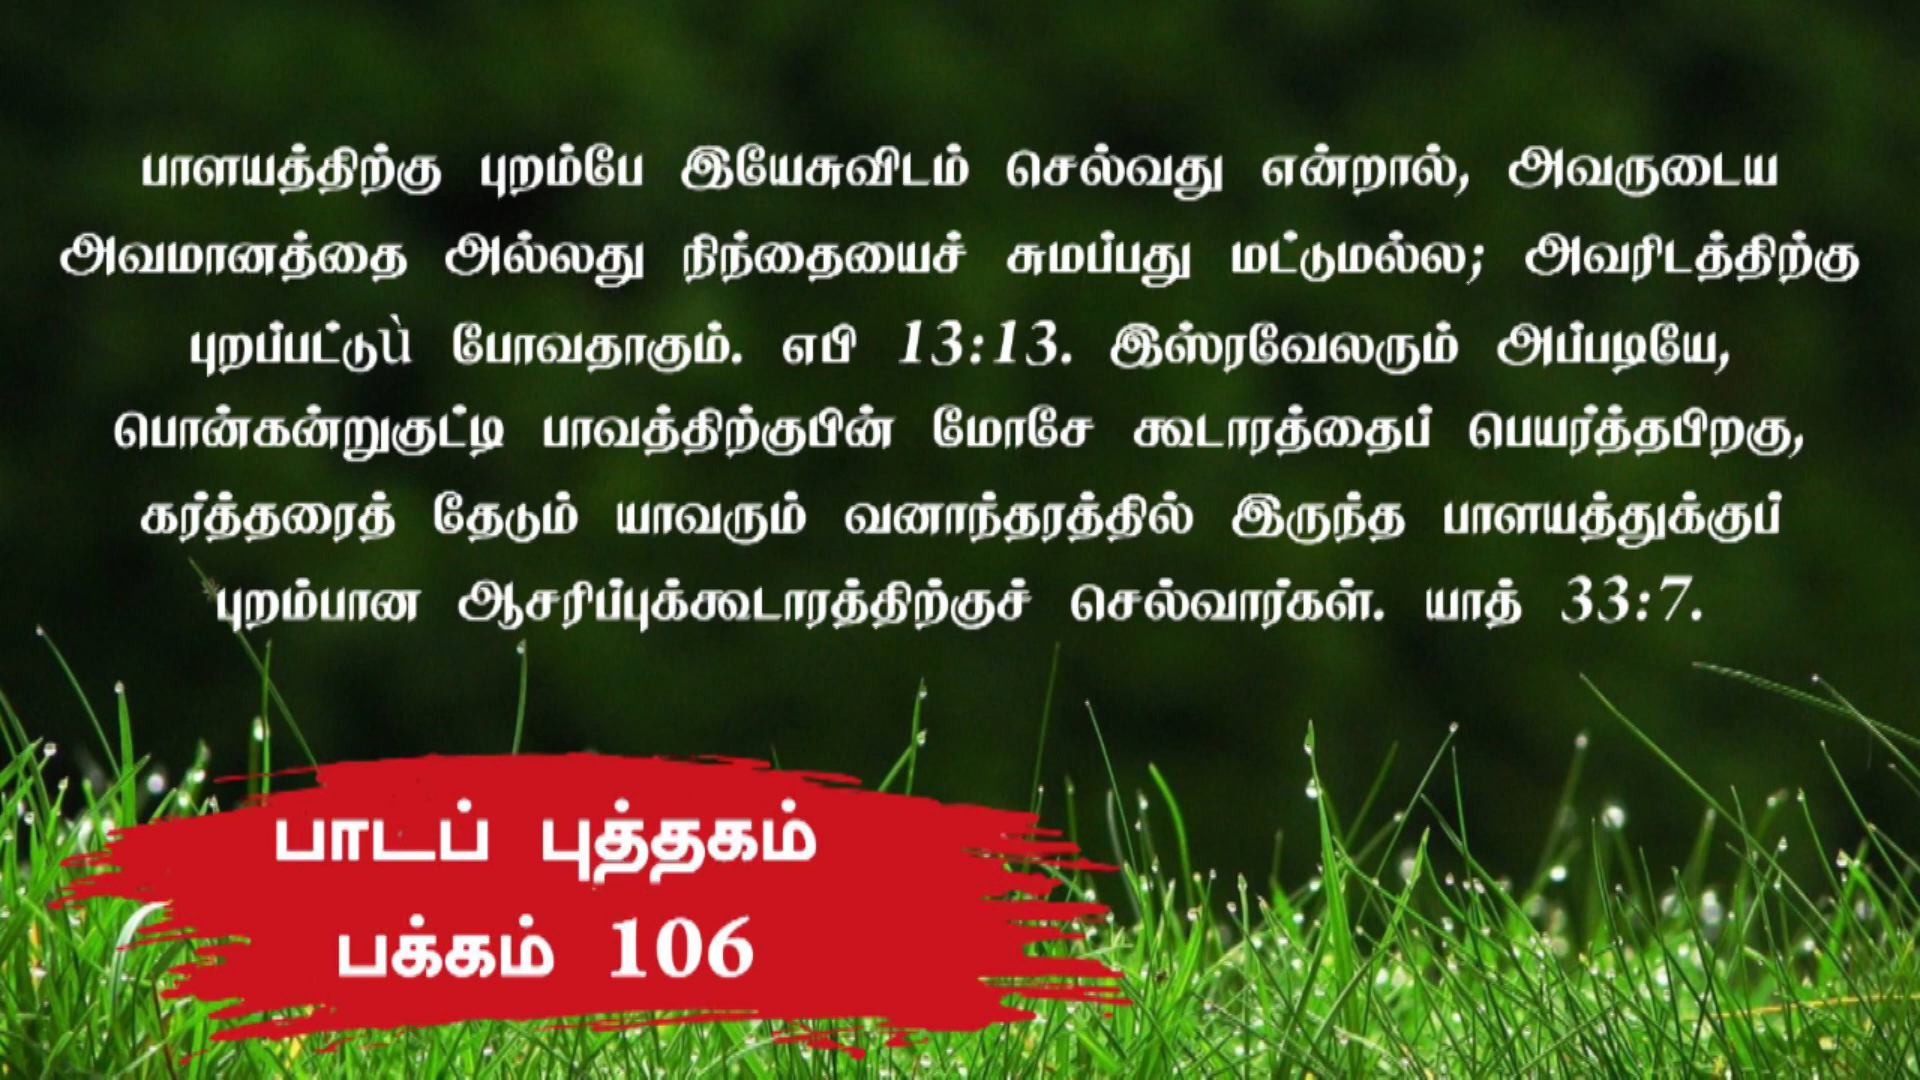 பாளயத்திற்கு புறம்பே இயேசுவிடம் செல்வது என்றால், அவருடைய
அவமானத்தை அல்லது நிந்தையைச் சுமப்பது மட்டுமல்ல; அவரிடத்திற்கு
புறப்பட்டுù போவதாகும். எபி 13:13. இஸ்ரவேலரும் அப்படியே,
பொன்கன்றுகுட்டி பாவத்திற்குபின் மோசே கூடாரத்தைப் பெயர்த்தபிறகு,
கர்த்தரைத் தேடும் யாவரும் வனாந்தரத்தில் இருந்த பாளயத்துக்குப்
புறம்பான ஆசரிப்புக்கூடாரத்திற்குச் செல்வார்கள். யாத் 33:7.
பாடப் புத்தகம்
பக்கம் 106